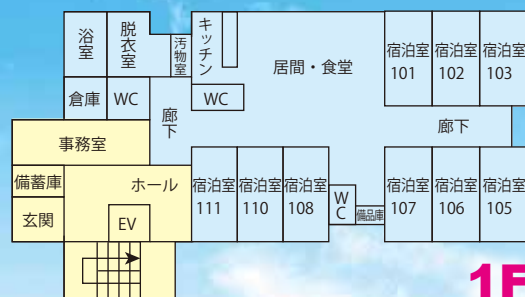 浴室
脱衣室
汚物室
キッチン
居間・食堂
宿泊室
101
宿泊室
102
宿泊室
103
倉庫
WC
WC
廊下
廊下
事務室
備蓄庫
ホール
玄関
EV
宿泊室
111
宿泊室
110
宿泊室
108
WC
備品庫
宿泊室
107
宿泊室
106
宿泊室
105
1F